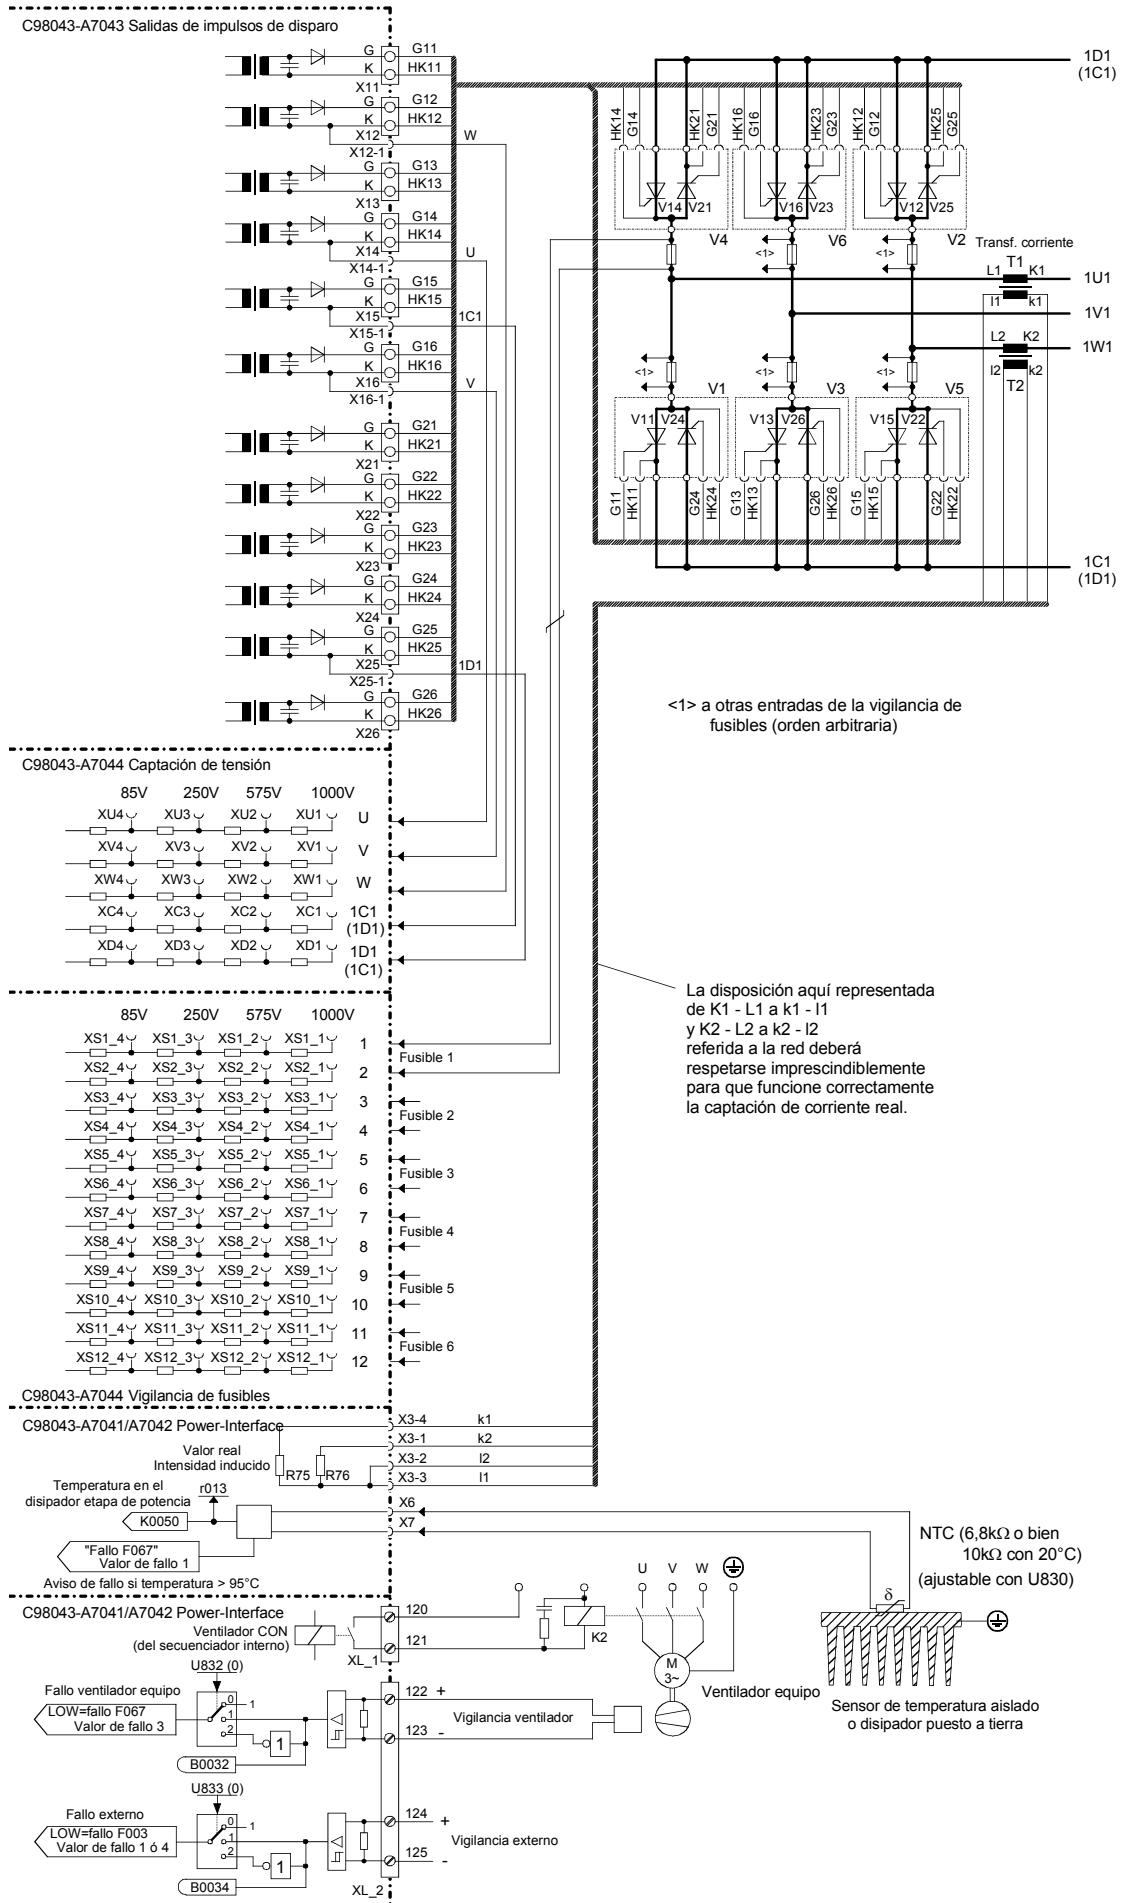 C98043-A7043 Salidas de impulsos de disparo
G G11
K HK11
X11
G G12
K HK12
X12 W
X12-1
G G13
K HK13
X13
G G14
K HK14
X14 U
X14-1
G G15
K HK15
X15 1C1
X15-1
G G16
K HK16
X16 V
X16-1
G G21
K HK21
X21
G G22
K HK22
X22
G G23
K HK23
X23
G G24
K HK24
X24
G G25
K HK25
X25 1D1
X25-1
G G26
K HK26
X26
1D1
(1C1)
HK14 G14 HK21 G21 HK16 G16 HK23 G23 HK12 G12 HK25 G25
V14 V21 V16 V23 V12 V25
V4 V6 V2
<1> <1>
Transf. corriente
T1
L1 K1
1U1
l1 k1
1V1
L2 K2
1W1
l2 k2
T2
<1> <1> <1>
V1 V3 V5
V11 V24 V13 V26 V15 V22
G11 HK11 G24 HK24 G13 HK13 G26 HK26 G15 HK15 G22 HK22
1C1
(1D1)
<1> a otras entradas de la vigilancia de
fusibles (orden arbitraria)
C98043-A7044 Captación de tensión
85V 250V 575V 1000V
XU4 XU3 XU2 XU1 U
XV4 XV3 XV2 XV1 V
XW4 XW3 XW2 XW1 W
XC4 XC3 XC2 XC1 1C1
(1D1)
XD4 XD3 XD2 XD1 1D1
(1C1)
La disposición aquí representada
de K1 - L1 a k1 - l1
y K2 - L2 a k2 - l2
referida a la red deberá
respetarse imprescindiblemente
para que funcione correctamente
la captación de corriente real.
85V 250V 575V 1000V
XS1_4 XS1_3 XS1_2 XS1_1 1
Fusible 1
XS2_4 XS2_3 XS2_2 XS2_1 2
XS3_4 XS3_3 XS3_2 XS3_1 3
Fusible 2
XS4_4 XS4_3 XS4_2 XS4_1 4
XS5_4 XS5_3 XS5_2 XS5_1 5
Fusible 3
XS6_4 XS6_3 XS6_2 XS6_1 6
XS7_4 XS7_3 XS7_2 XS7_1 7
Fusible 4
XS8_4 XS8_3 XS8_2 XS8_1 8
XS9_4 XS9_3 XS9_2 XS9_1 9
Fusible 5
XS10_4 XS10_3 XS10_2 XS10_1 10
XS11_4 XS11_3 XS11_2 XS11_1 11
Fusible 6
XS12_4 XS12_3 XS12_2 XS12_1 12
C98043-A7044 Vigilancia de fusibles
C98043-A7041/A7042 Power-Interface
X3-4 k1
X3-1 k2
X3-2 l2
X3-3 l1
Valor real
Intensidad inducido
R75 R76
Temperatura en el
disipador etapa de potencia
r013
K0050
X6
X7
"Fallo F067"
Valor de fallo 1
Aviso de fallo si temperatura > 95°C
NTC (6,8kΩ o bien
10kΩ con 20°C)
(ajustable con U830)
δ
Sensor de temperatura aislado
o disipador puesto a tierra
C98043-A7041/A7042 Power-Interface
Ventilador CON
(del secuenciador interno)
120
121
XL_1
K2
U V W
M
3~
Ventilador equipo
U832 (0)
Fallo ventilador equipo
LOW=fallo F067
Valor de fallo 3
0 1
1
2
1
B0032
122 +
Vigilancia ventilador
123 -
U833 (0)
Fallo externo
LOW=fallo F003
Valor de fallo 1 ó 4
0 1
1
2
1
B0034
124 +
Vigilancia externo
125 -
XL_2